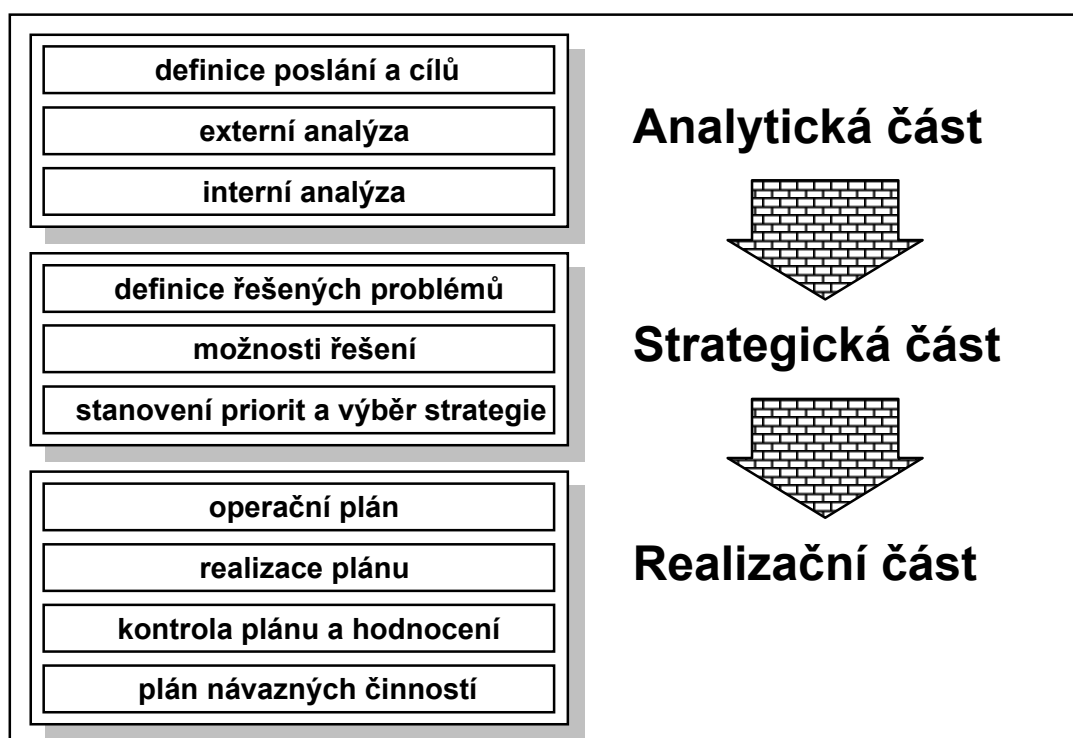 definice poslání a cílů
externí analýza
interní analýza
Analytická část
definice řešených problémů
možnosti řešení
stanovení priorit a výběr strategie
Strategická část
operační plán
realizace plánu
kontrola plánu a hodnocení
plán návazných činností
Realizační část